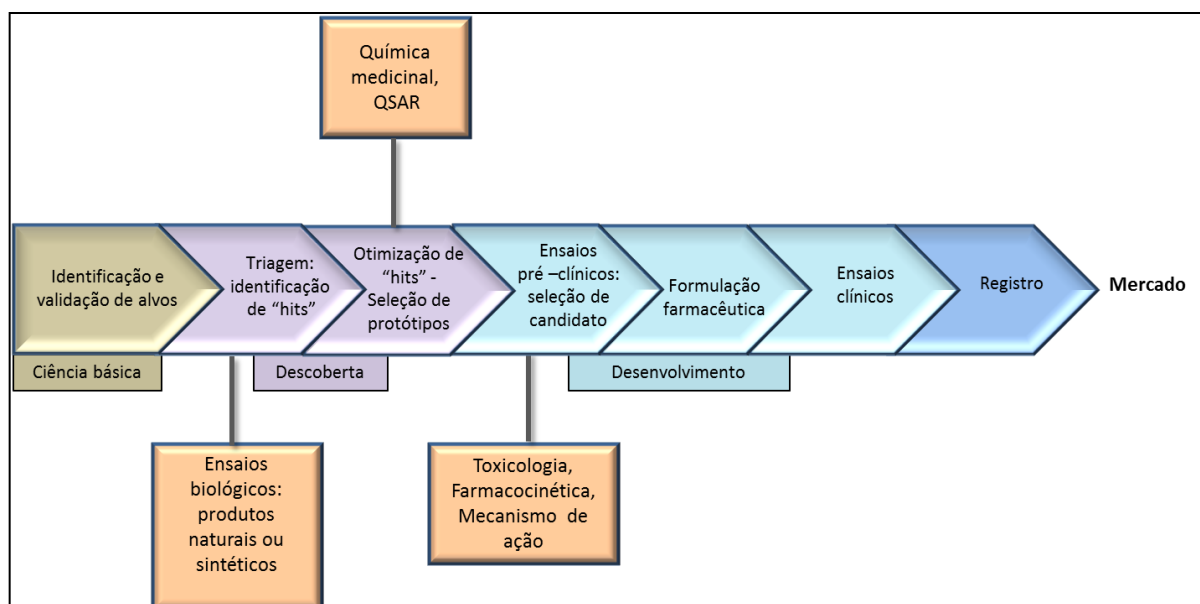 Química
medicinal,
QSAR
Identificação e
validação de alvos
Triagem:
identificação
de “hits”
Otimização de
“hits” -
Seleção de
protótipos
Ensaios
pré –clínicos:
seleção de
candidato
Formulação
farmacêutica
Ensaios
clínicos
Registro
Mercado
Ciência básica
Descoberta
Desenvolvimento
Ensaios
biológicos:
produtos
naturais ou
sintéticos
Toxicologia,
Farmacocinética,
Mecanismo de
ação